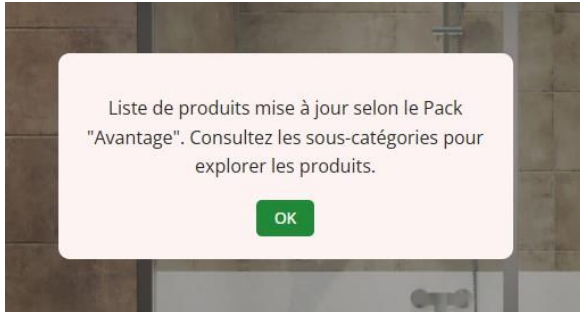 Liste de produits mise à jour selon le Pack
"Avantage". Consultez les sous-catégories pour
explorer les produits.
OK